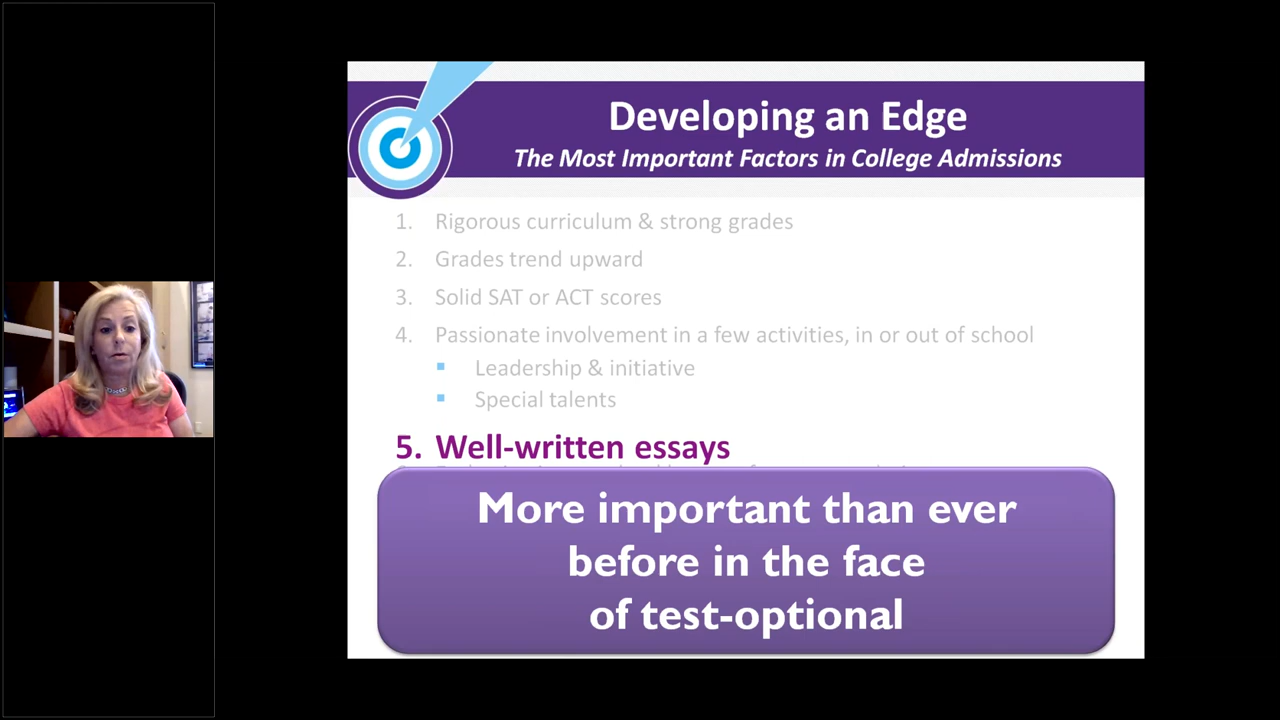 Developing an Edge
The Most Important Factors in College Admissions
1. Rigorous curriculum & strong grades
2. Grades trend upward
3. Solid SAT or ACT scores
4. Passionate involvement in a few activities, in or out of school
Leadership & initiative
Special talents
5. Well-written essays
More important than ever
before in the face
of test-optional